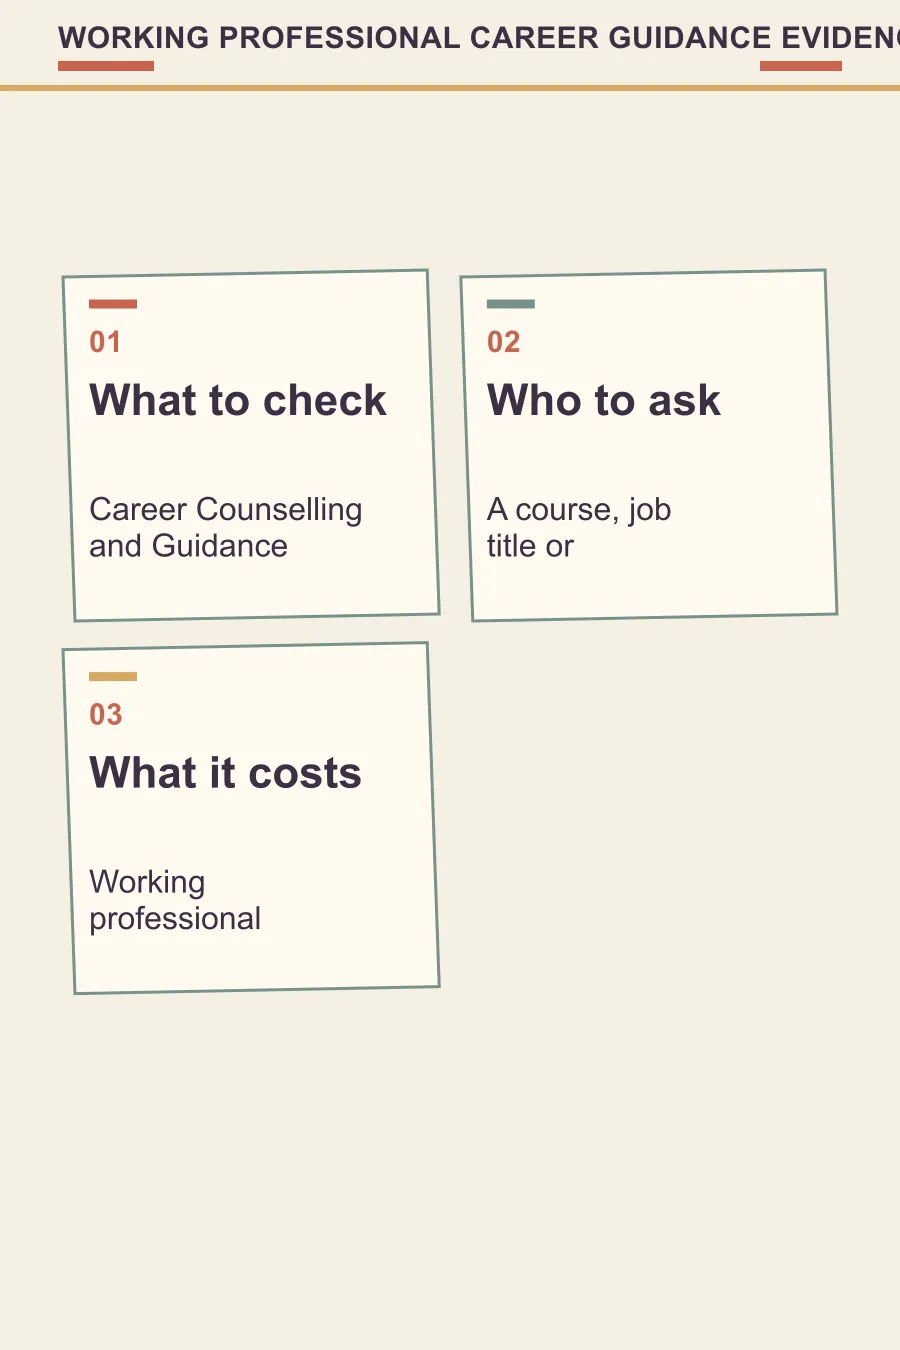 WORKING PROFESSIONAL CAREER GUIDANCE
01
What to check
Career Counselling
and Guidance
02
Who to ask
A course, job
title or
03
What it costs
Working
professional